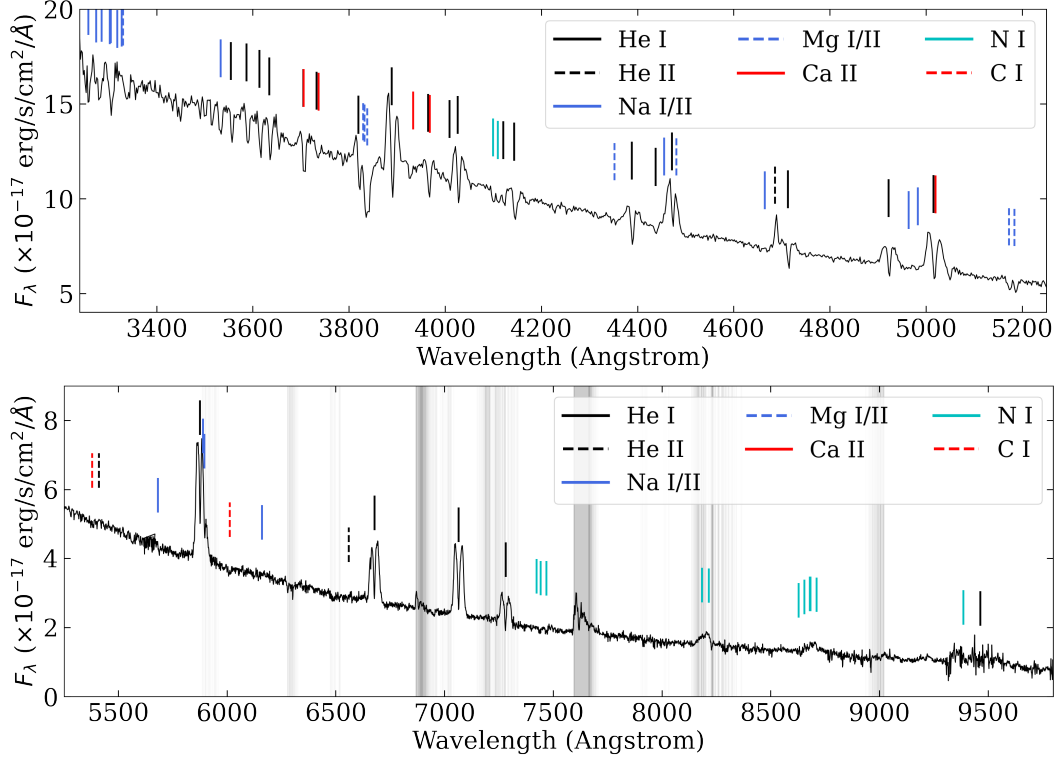 20
15
10
5
F_λ (×10⁻¹⁷ erg/s/cm²/Å)
He I
He II
Na I/II
Mg I/II
Ca II
N I
C I
3400 3600 3800 4000 4200 4400 4600 4800 5000 5200
Wavelength (Angstrom)
8
6
4
2
0
F_λ (×10⁻¹⁷ erg/s/cm²/Å)
He I
He II
Na I/II
Mg I/II
Ca II
N I
C I
5500 6000 6500 7000 7500 8000 8500 9000 9500
Wavelength (Angstrom)